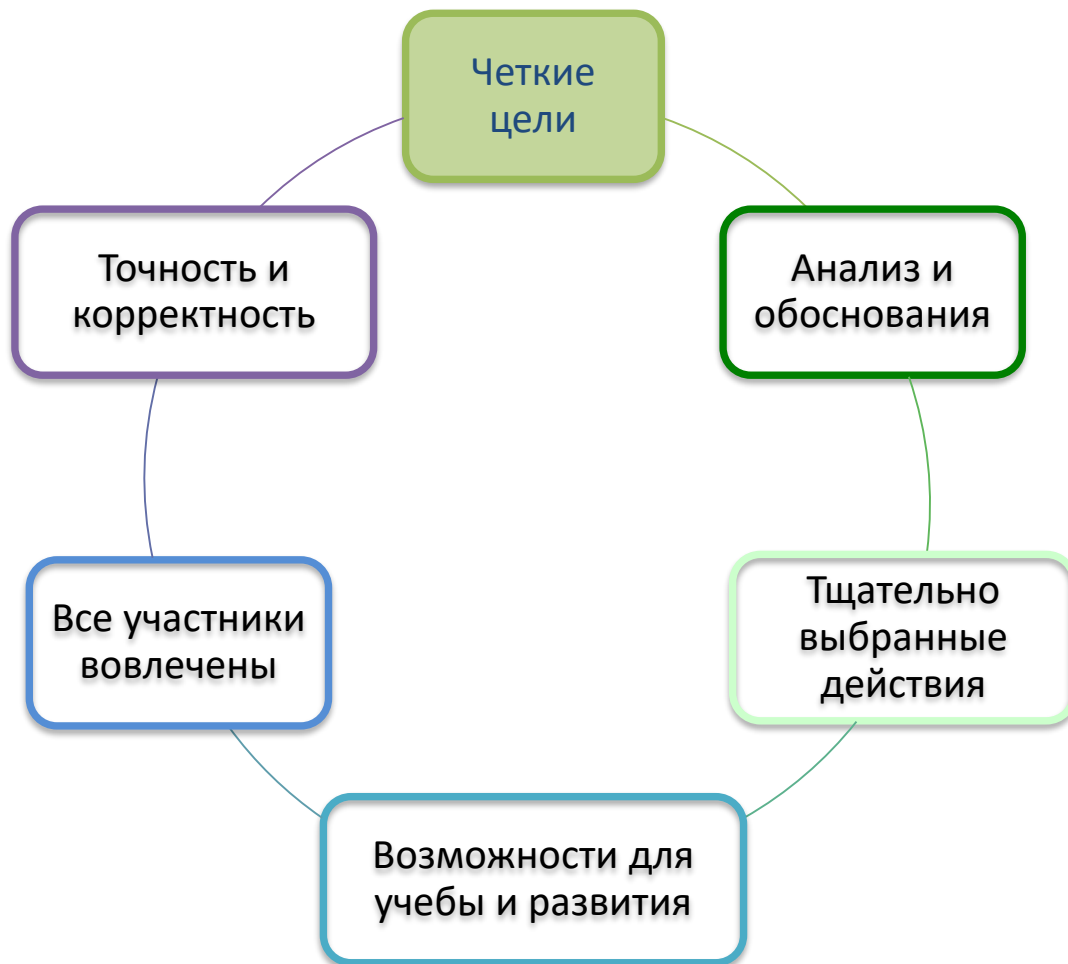 Четкие
цели
Анализ и
обоснования
Тщательно
выбранные
действия
Возможности для
учебы и развития
Все участники
вовлечены
Точность и
корректность